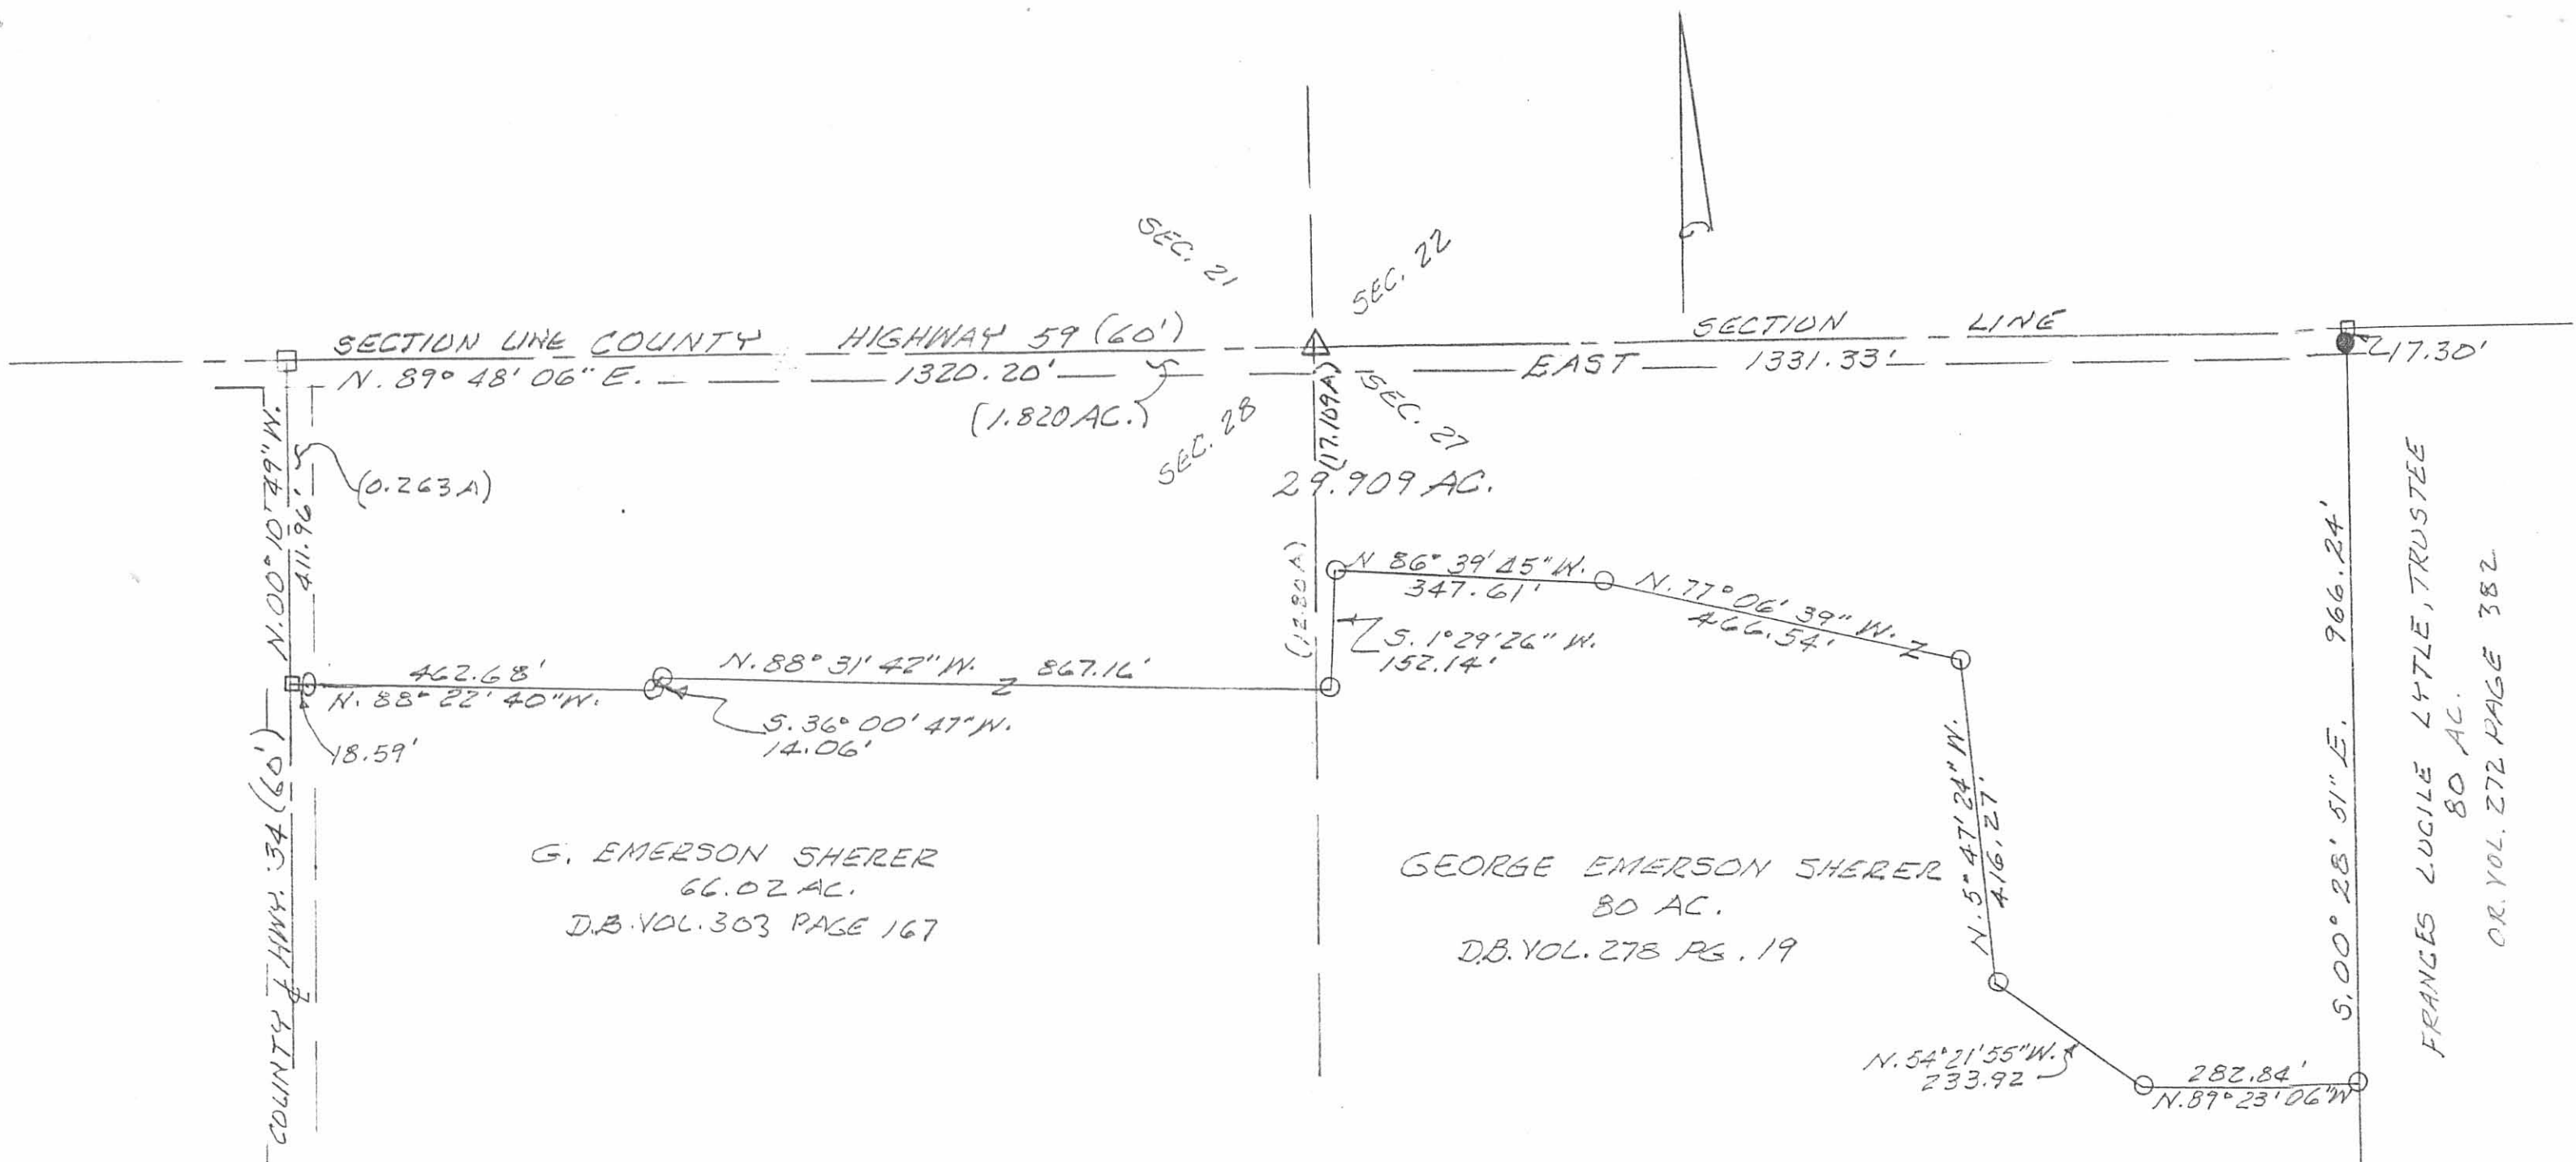 SEC. 21
SEC. 22
SECTION LINE COUNTY HIGHWAY 59 (60')
SECTION LINE
N. 89° 48' 06" E. 1320.20'
EAST 1331.33'
17.30'
(1.820 AC.)
SEC. 28
SEC. 27
(17.109A)
29.909 AC.
N. 00° 10' 49" W.
411.96'
(0.263 A)
(12.80 A)
N 86° 39' 45" W.
347.61'
N. 77° 06' 39" W.
466.54'
S. 1° 29' 26" W.
152.14'
462.68'
N. 88° 22' 40" W.
N. 88° 31' 42" W. 867.16'
S. 36° 00' 47" W.
14.06'
18.59'
COUNTY HWY. 34 (60')
G. EMERSON SHERER
66.02 AC.
D.B. VOL. 303 PAGE 167
GEORGE EMERSON SHERER
80 AC.
D.B. VOL. 278 PG. 19
N. 5° 47' 24" W.
416.27'
N. 54° 21' 55" W.
233.92
282.84'
N. 89° 23' 06" W
S. 00° 28' 51" E. 966.24'
FRANCES LUCILE LYTLE, TRUSTEE
80 AC.
O.R. VOL. 272 PAGE 382